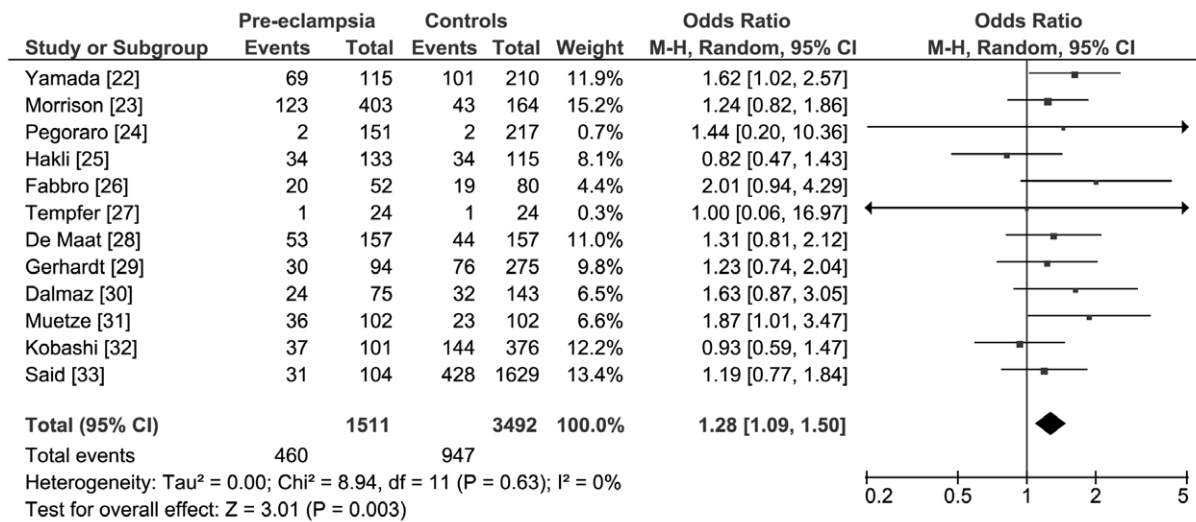 Pre-eclampsia Controls Odds Ratio Odds Ratio
Study or Subgroup Events Total Events Total Weight M-H, Random, 95% CI M-H, Random, 95% CI
Yamada [22] 69 115 101 210 11.9% 1.62 [1.02, 2.57]
Morrison [23] 123 403 43 164 15.2% 1.24 [0.82, 1.86]
Pegoraro [24] 2 151 2 217 0.7% 1.44 [0.20, 10.36]
Hakli [25] 34 133 34 115 8.1% 0.82 [0.47, 1.43]
Fabbro [26] 20 52 19 80 4.4% 2.01 [0.94, 4.29]
Tempfer [27] 1 24 1 24 0.3% 1.00 [0.06, 16.97]
De Maat [28] 53 157 44 157 11.0% 1.31 [0.81, 2.12]
Gerhardt [29] 30 94 76 275 9.8% 1.23 [0.74, 2.04]
Dalmaz [30] 24 75 32 143 6.5% 1.63 [0.87, 3.05]
Muetze [31] 36 102 23 102 6.6% 1.87 [1.01, 3.47]
Kobashi [32] 37 101 144 376 12.2% 0.93 [0.59, 1.47]
Said [33] 31 104 428 1629 13.4% 1.19 [0.77, 1.84]
Total (95% CI) 1511 3492 100.0% 1.28 [1.09, 1.50]
Total events 460 947
Heterogeneity: Tau² = 0.00; Chi² = 8.94, df = 11 (P = 0.63); I² = 0%
Test for overall effect: Z = 3.01 (P = 0.003)
0.2 0.5 1 2 5